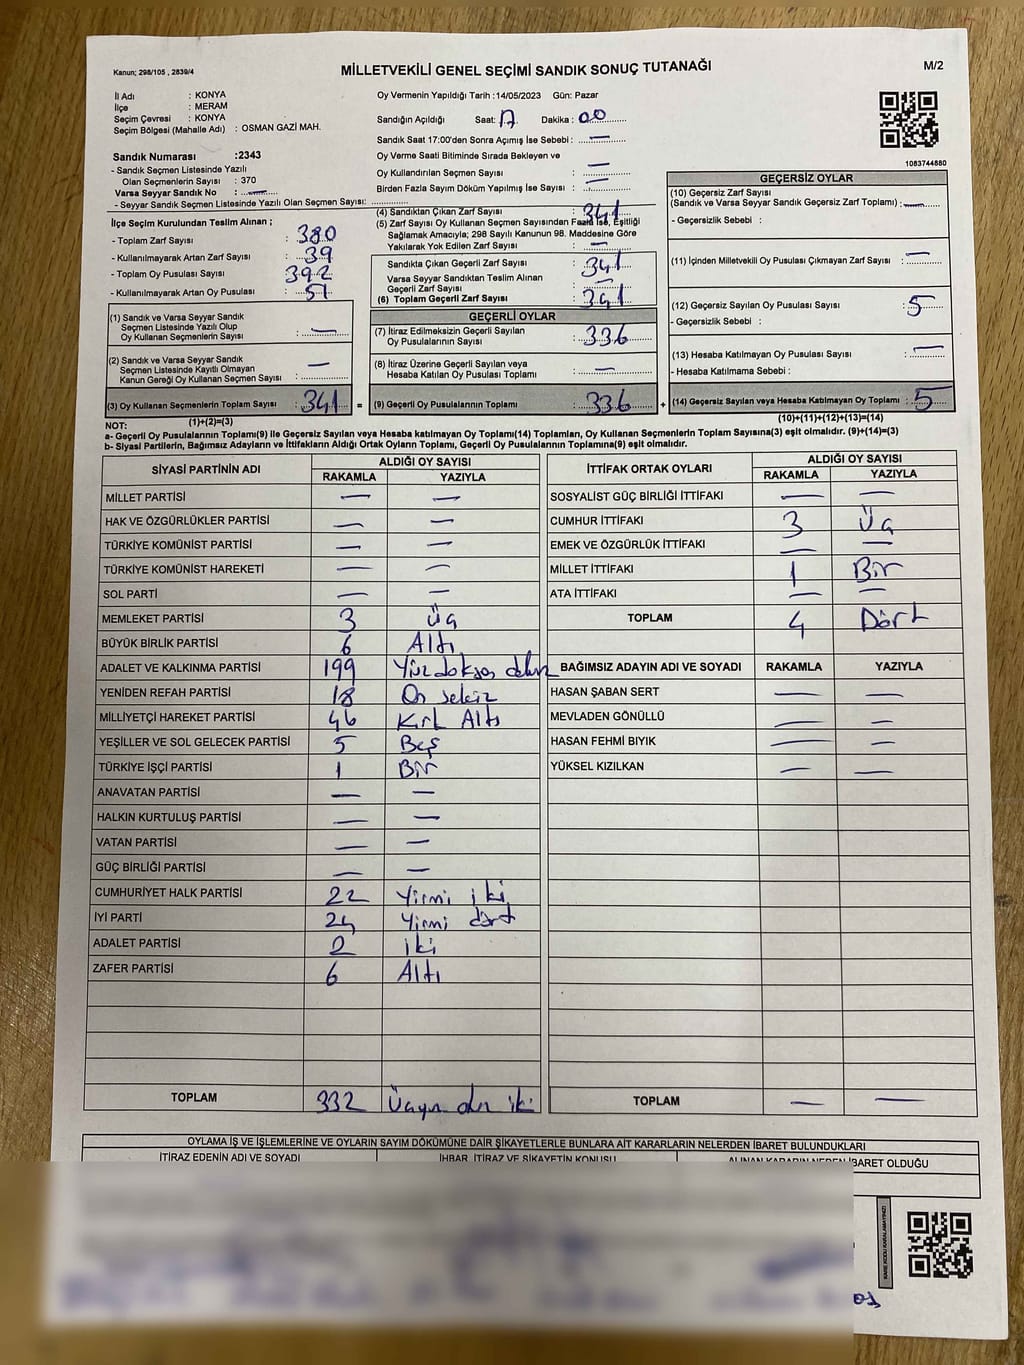 Kanun; 298/105 , 2839/4
MİLLETVEKİLİ GENEL SEÇİMİ SANDIK SONUÇ TUTANAĞI
M/2
İl Adı : KONYA
İlçe : MERAM
Seçim Çevresi : KONYA
Seçim Bölgesi (Mahalle Adı) : OSMAN GAZİ MAH.
Sandık Numarası :2343
- Sandık Seçmen Listesinde Yazılı
Olan Seçmenlerin Sayısı : 370
Varsa Seyyar Sandık No : —
- Seyyar Sandık Seçmen Listesinde Yazılı Olan Seçmen Sayısı:
Oy Vermenin Yapıldığı Tarih :14/05/2023 Gün: Pazar
Sandığın Açıldığı Saat: 17 Dakika : 00
Sandık Saat 17:00'den Sonra Açımış İse Sebebi : —
Oy Verme Saati Bitiminde Sırada Bekleyen ve
Oy Kullandırılan Seçmen Sayısı : —
Birden Fazla Sayım Döküm Yapılmış İse Sayısı : —
1083744880
İlçe Seçim Kurulundan Teslim Alınan ;
- Toplam Zarf Sayısı : 380
- Kullanılmayarak Artan Zarf Sayısı : 39
- Toplam Oy Pusulası Sayısı : 392
- Kullanılmayarak Artan Oy Pusulası : 51
(1) Sandık ve Varsa Seyyar Sandık
Seçmen Listesinde Yazılı Olup
Oy Kullanan Seçmenlerin Sayısı : —
(2) Sandık ve Varsa Seyyar Sandık
Seçmen Listesinde Kayıtlı Olmayan
Kanun Gereği Oy Kullanan Seçmen Sayısı : —
(3) Oy Kullanan Seçmenlerin Toplam Sayısı : 341
(1)+(2)=(3)
(4) Sandıktan Çıkan Zarf Sayısı : 341
(5) Zarf Sayısı Oy Kullanan Seçmen Sayısından Fazla İse, Eşitliği
Sağlamak Amacıyla; 298 Sayılı Kanunun 98. Maddesine Göre
Yakılarak Yok Edilen Zarf Sayısı : —
Sandıkta Çıkan Geçerli Zarf Sayısı : 341
Varsa Seyyar Sandıktan Teslim Alınan
Geçerli Zarf Sayısı : —
(6) Toplam Geçerli Zarf Sayısı : 341
=
GEÇERLİ OYLAR
(7) İtiraz Edilmeksizin Geçerli Sayılan
Oy Pusulalarının Sayısı : 336
(8) İtiraz Üzerine Geçerli Sayılan veya
Hesaba Katılan Oy Pusulası Toplamı : —
(9) Geçerli Oy Pusulalarının Toplamı : 336
+
GEÇERSİZ OYLAR
(10) Geçersiz Zarf Sayısı
(Sandık ve Varsa Seyyar Sandık Geçersiz Zarf Toplamı) : —
- Geçersizlik Sebebi :
(11) İçinden Milletvekili Oy Pusulası Çıkmayan Zarf Sayısı : —
(12) Geçersiz Sayılan Oy Pusulası Sayısı : 5
- Geçersizlik Sebebi :
(13) Hesaba Katılmayan Oy Pusulası Sayısı : —
- Hesaba Katılmama Sebebi :
(14) Geçersiz Sayılan veya Hesaba Katılmayan Oy Toplamı : 5
(10)+(11)+(12)+(13)=(14)
NOT:
a- Geçerli Oy Pusulalarının Toplamı(9) ile Geçersiz Sayılan veya Hesaba katılmayan Oy Toplamı(14) Toplamları, Oy Kullanan Seçmenlerin Toplam Sayısına(3) eşit olmalıdır. (9)+(14)=(3)
b- Siyasi Partilerin, Bağımsız Adayların ve İttifakların Aldığı Ortak Oyların Toplamı, Geçerli Oy Pusulalarının Toplamına(9) eşit olmalıdır.
SİYASİ PARTİNİN ADI ALDIĞI OY SAYISI
RAKAMLA YAZIYLA
MİLLET PARTİSİ — —
HAK VE ÖZGÜRLÜKLER PARTİSİ — —
TÜRKİYE KOMÜNİST PARTİSİ — —
TÜRKİYE KOMÜNİST HAREKETİ — —
SOL PARTİ — —
MEMLEKET PARTİSİ 3 Üç
BÜYÜK BİRLİK PARTİSİ 6 Altı
ADALET VE KALKINMA PARTİSİ 199 Yüz doksan dokuz
YENİDEN REFAH PARTİSİ 18 On sekiz
MİLLİYETÇİ HAREKET PARTİSİ 46 Kırk Altı
YEŞİLLER VE SOL GELECEK PARTİSİ 5 Beş
TÜRKİYE İŞÇİ PARTİSİ 1 Bir
ANAVATAN PARTİSİ — —
HALKIN KURTULUŞ PARTİSİ — —
VATAN PARTİSİ — —
GÜÇ BİRLİĞİ PARTİSİ — —
CUMHURİYET HALK PARTİSİ 22 Yirmi iki
İYİ PARTİ 24 Yirmi dört
ADALET PARTİSİ 2 iki
ZAFER PARTİSİ 6 Altı
TOPLAM 332 Üçyüz otuz iki
İTTİFAK ORTAK OYLARI ALDIĞI OY SAYISI
RAKAMLA YAZIYLA
SOSYALİST GÜÇ BİRLİĞİ İTTİFAKI — —
CUMHUR İTTİFAKI 3 Üç
EMEK VE ÖZGÜRLÜK İTTİFAKI — —
MİLLET İTTİFAKI 1 Bir
ATA İTTİFAKI — —
TOPLAM 4 Dört
BAĞIMSIZ ADAYIN ADI VE SOYADI RAKAMLA YAZIYLA
HASAN ŞABAN SERT — —
MEVLADEN GÖNÜLLÜ — —
HASAN FEHMİ BIYIK — —
YÜKSEL KIZILKAN — —
TOPLAM — —
OYLAMA İŞ VE İŞLEMLERİNE VE OYLARIN SAYIM DÖKÜMÜNE DAİR ŞİKAYETLERLE BUNLARA AİT KARARLARIN NELERDEN İBARET BULUNDUKLARI
İTİRAZ EDENİN ADI VE SOYADI İHBAR, İTİRAZ VE ŞİKAYETİN KONUSU ALINAN KARARIN NEDEN İBARET OLDUĞU